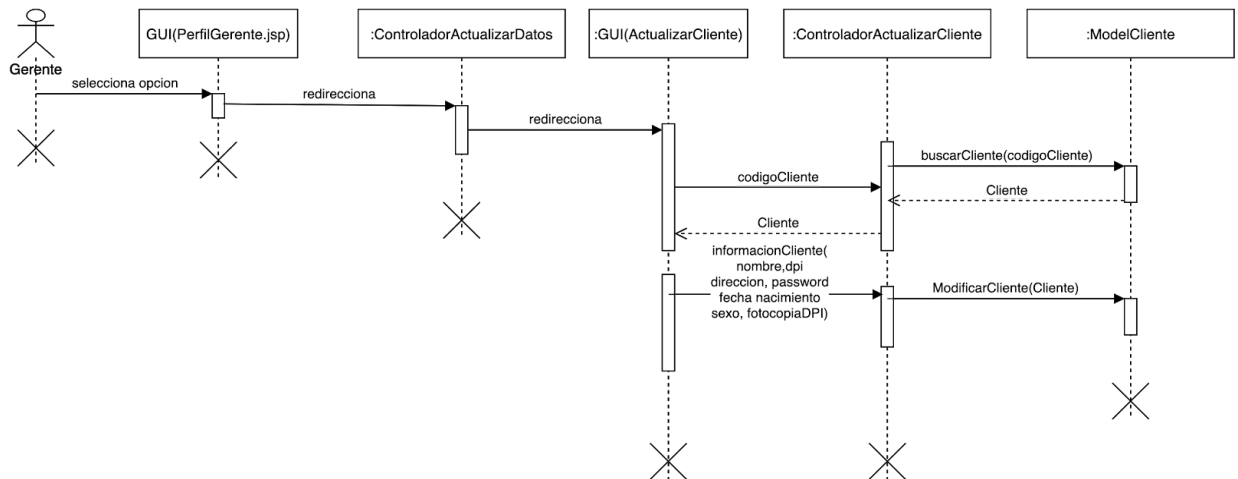 GUI(PerfilGerente.jsp)
:ControladorActualizarDatos
:GUI(ActualizarCliente)
:ControladorActualizarCliente
:ModelCliente
Gerente
selecciona opcion
redirecciona
redirecciona
buscarCliente(codigoCliente)
codigoCliente
Cliente
Cliente
informacionCliente(
nombre,dpi
direccion, password
fecha nacimiento
sexo, fotocopiaDPI)
ModificarCliente(Cliente)